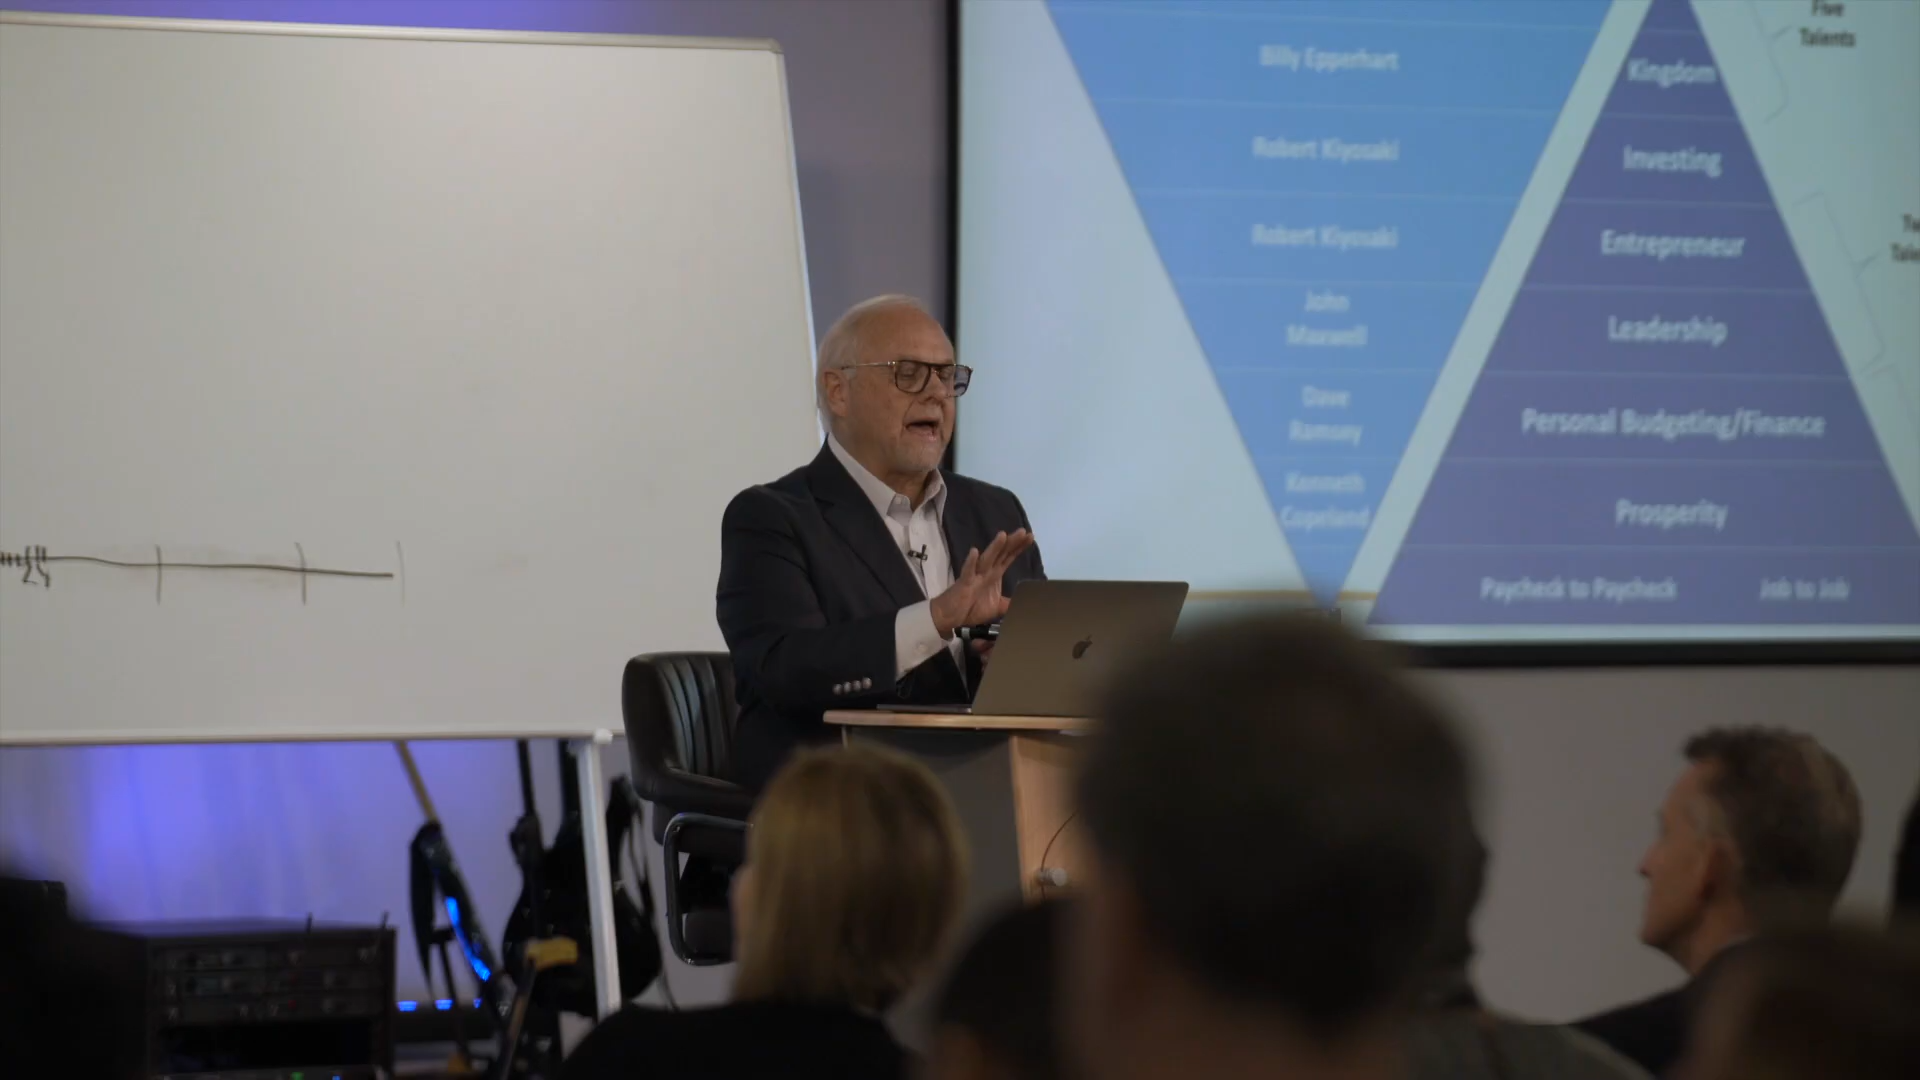 Billy Epperhart
Robert Kiyosaki
Robert Kiyosaki
John
Maxwell
Dave
Ramsey
Kenneth
Copeland
Kingdom
Investing
Entrepreneur
Leadership
Personal Budgeting/Finance
Prosperity
Paycheck to Paycheck
Job to Job
Five
Talents